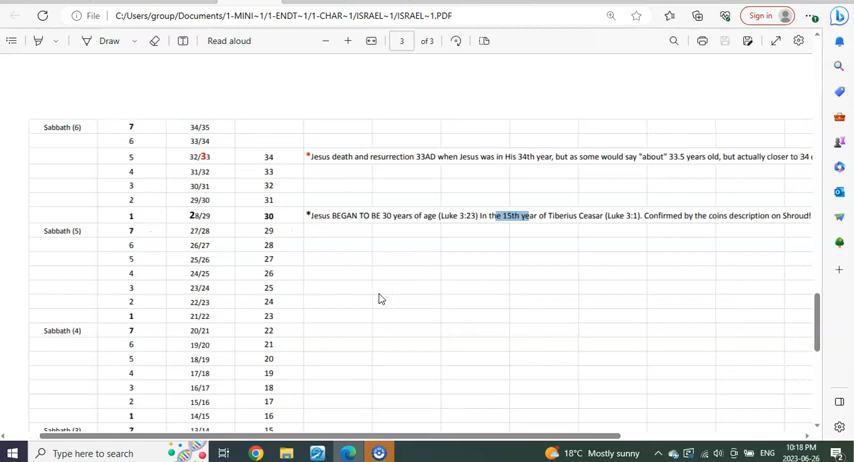 File | C:/Users/group/Documents/1-MINI~1/1-ENDT~1/1-CHAR~1/ISRAEL~1/ISRAEL~1.PDF
Sign in
Draw
Read aloud
3 of 3
Sabbath (6) 7 34/35
6 33/34
5 32/33 34 *Jesus death and resurrection 33AD when Jesus was in His 34th year, but as some would say "about" 33.5 years old, but actually closer to 34
4 31/32 33
3 30/31 32
2 29/30 31
1 28/29 30 *Jesus BEGAN TO BE 30 years of age (Luke 3:23) In the 15th year of Tiberius Ceasar (Luke 3:1). Confirmed by the coins description on Shroud!
Sabbath (5) 7 27/28 29
6 26/27 28
5 25/26 27
4 24/25 26
3 23/24 25
2 22/23 24
1 21/22 23
Sabbath (4) 7 20/21 22
6 19/20 21
5 18/19 20
4 17/18 19
3 16/17 18
2 15/16 17
1 14/15 16
Sabbath (3) 7 13/14 15
Type here to search
18°C Mostly sunny
ENG
10:18 PM
2023-06-26
2